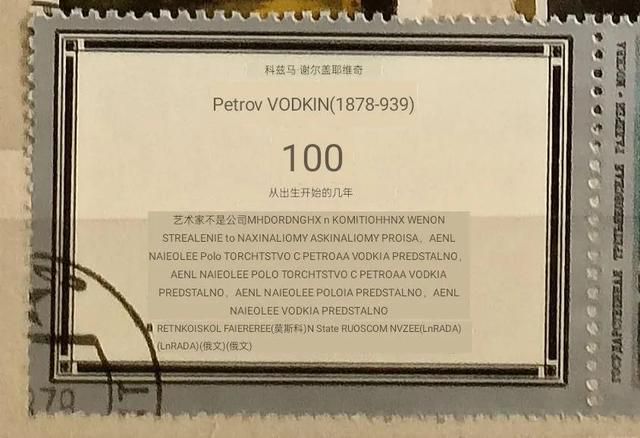 科兹马·谢尔盖耶维奇
Petrov VODKIN(1878-939)
100
从出生开始的几年
艺术家不是公司MHDORDNGHX n KOMITIOHHNX WENON
STREALENIE to NAXINALIOMY ASKINALIOMY PROISA，AENL
NAIEOLEE Polo TORCHTSTVO C PETROAA VODKIA PREDSTALNO，
AENL NAIEOLEE POLO TORCHTSTVO C PETROAA VODKIA
PREDSTALNO，AENL NAIEOLEE POLOIA PREDSTALNO，AENL
NAIEOLEE VODKIA PREDSTALNO
RETNKOISKOL FAIEREREE(莫斯科)N State RUOSCOM NVZEE(LnRADA)
(LnRADA)(俄文)(俄文)
ГОСУДАРСТВЕННАЯ ТРЕТЬЯКОВСКАЯ ГАЛЕРЕЯ • МОСКВА